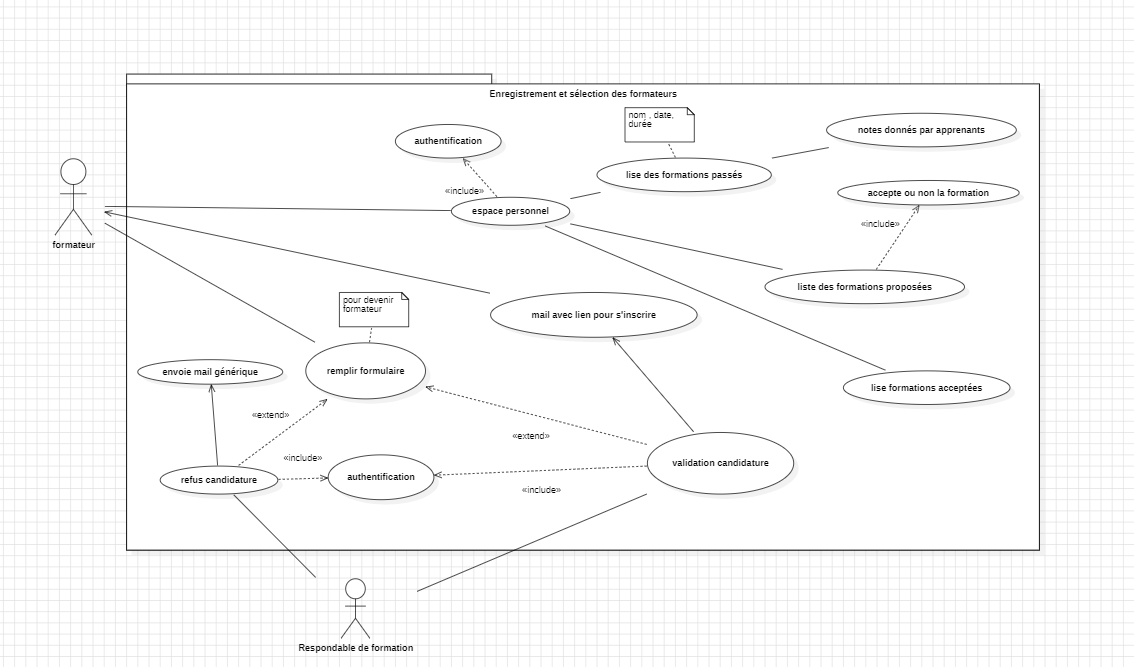 Enregistrement et sélection des formateurs
nom , date,
durée
notes donnés par apprenants
authentification
lise des formations passés
«include»
accepte ou non la formation
espace personnel
«include»
formateur
liste des formations proposées
pour devenir
formateur
mail avec lien pour s'inscrire
envoie mail générique
remplir formulaire
lise formations acceptées
«extend»
«extend»
«include»
validation candidature
refus candidature
authentification
«include»
Respondable de formation